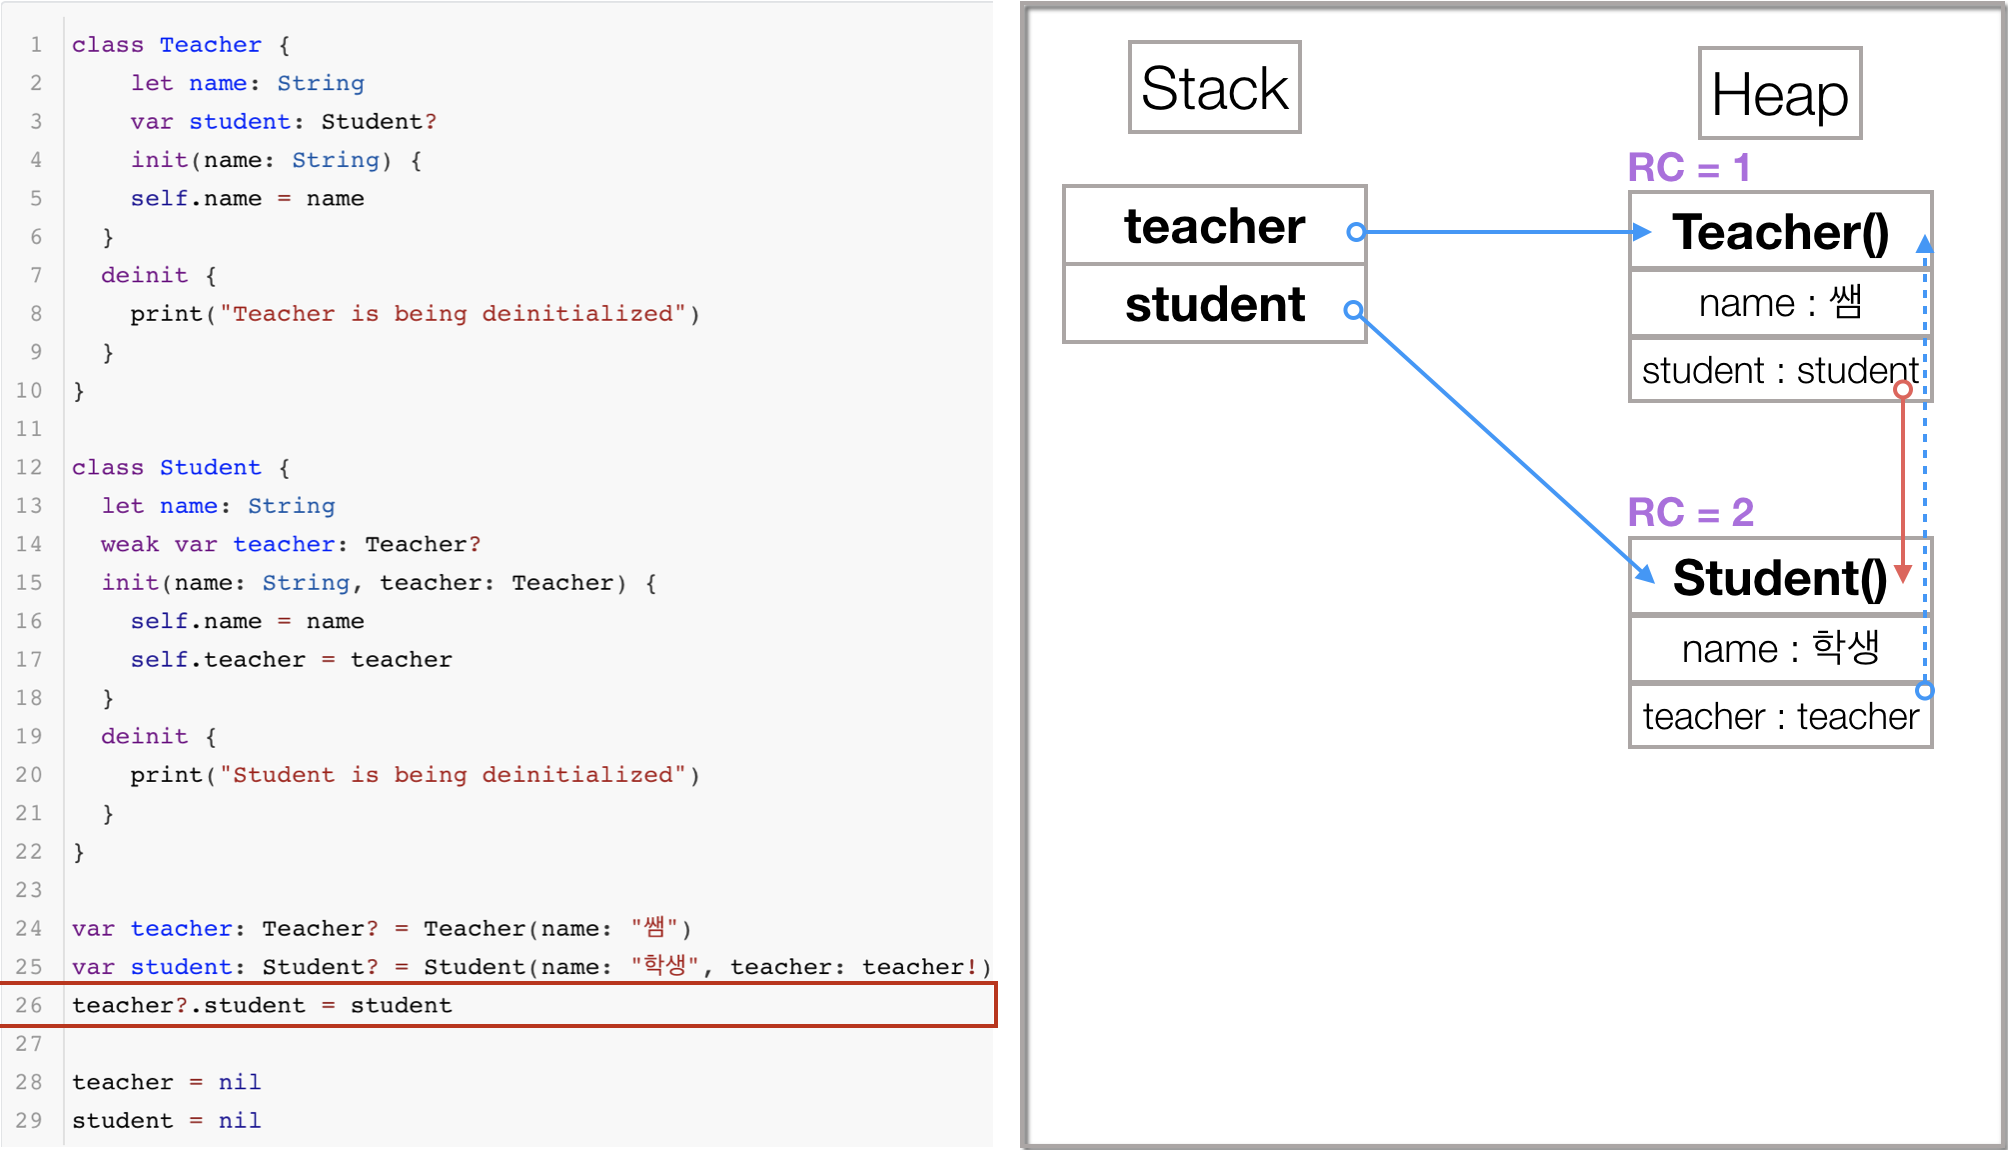 1 class Teacher {
2     let name: String
3     var student: Student?
4     init(name: String) {
5     self.name = name
6   }
7   deinit {
8     print("Teacher is being deinitialized")
9   }
10 }
11
12 class Student {
13   let name: String
14   weak var teacher: Teacher?
15   init(name: String, teacher: Teacher) {
16     self.name = name
17     self.teacher = teacher
18   }
19   deinit {
20     print("Student is being deinitialized")
21   }
22 }
23
24 var teacher: Teacher? = Teacher(name: "쌤")
25 var student: Student? = Student(name: "학생", teacher: teacher!)
26 teacher?.student = student
27
28 teacher = nil
29 student = nil
Stack
Heap
teacher
student
RC = 1
Teacher()
name : 쌤
student : student
RC = 2
Student()
name : 학생
teacher : teacher